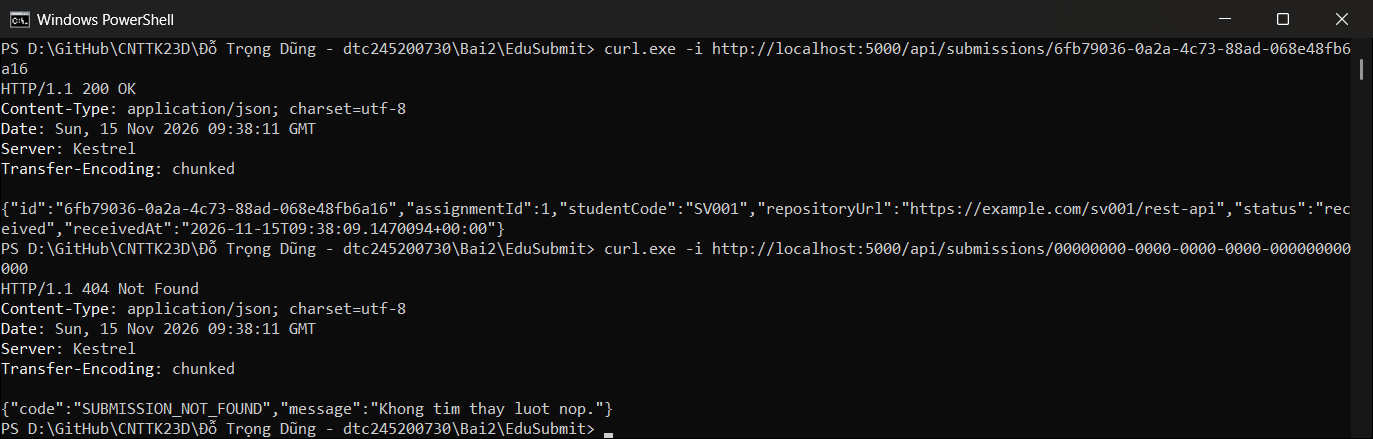 Windows PowerShell
PS D:\GitHub\CNTTK23D\Đỗ Trọng Dũng - dtc245200730\Bai2\EduSubmit> curl.exe -i http://localhost:5000/api/submissions/6fb79036-0a2a-4c73-88ad-068e48fb6
a16
HTTP/1.1 200 OK
Content-Type: application/json; charset=utf-8
Date: Sun, 15 Nov 2026 09:38:11 GMT
Server: Kestrel
Transfer-Encoding: chunked
{"id":"6fb79036-0a2a-4c73-88ad-068e48fb6a16","assignmentId":1,"studentCode":"SV001","repositoryUrl":"https://example.com/sv001/rest-api","status":"rec
eived","receivedAt":"2026-11-15T09:38:09.1470094+00:00"}
PS D:\GitHub\CNTTK23D\Đỗ Trọng Dũng - dtc245200730\Bai2\EduSubmit> curl.exe -i http://localhost:5000/api/submissions/00000000-0000-0000-0000-000000000
000
HTTP/1.1 404 Not Found
Content-Type: application/json; charset=utf-8
Date: Sun, 15 Nov 2026 09:38:11 GMT
Server: Kestrel
Transfer-Encoding: chunked
{"code":"SUBMISSION_NOT_FOUND","message":"Khong tim thay luot nop."}
PS D:\GitHub\CNTTK23D\Đỗ Trọng Dũng - dtc245200730\Bai2\EduSubmit>